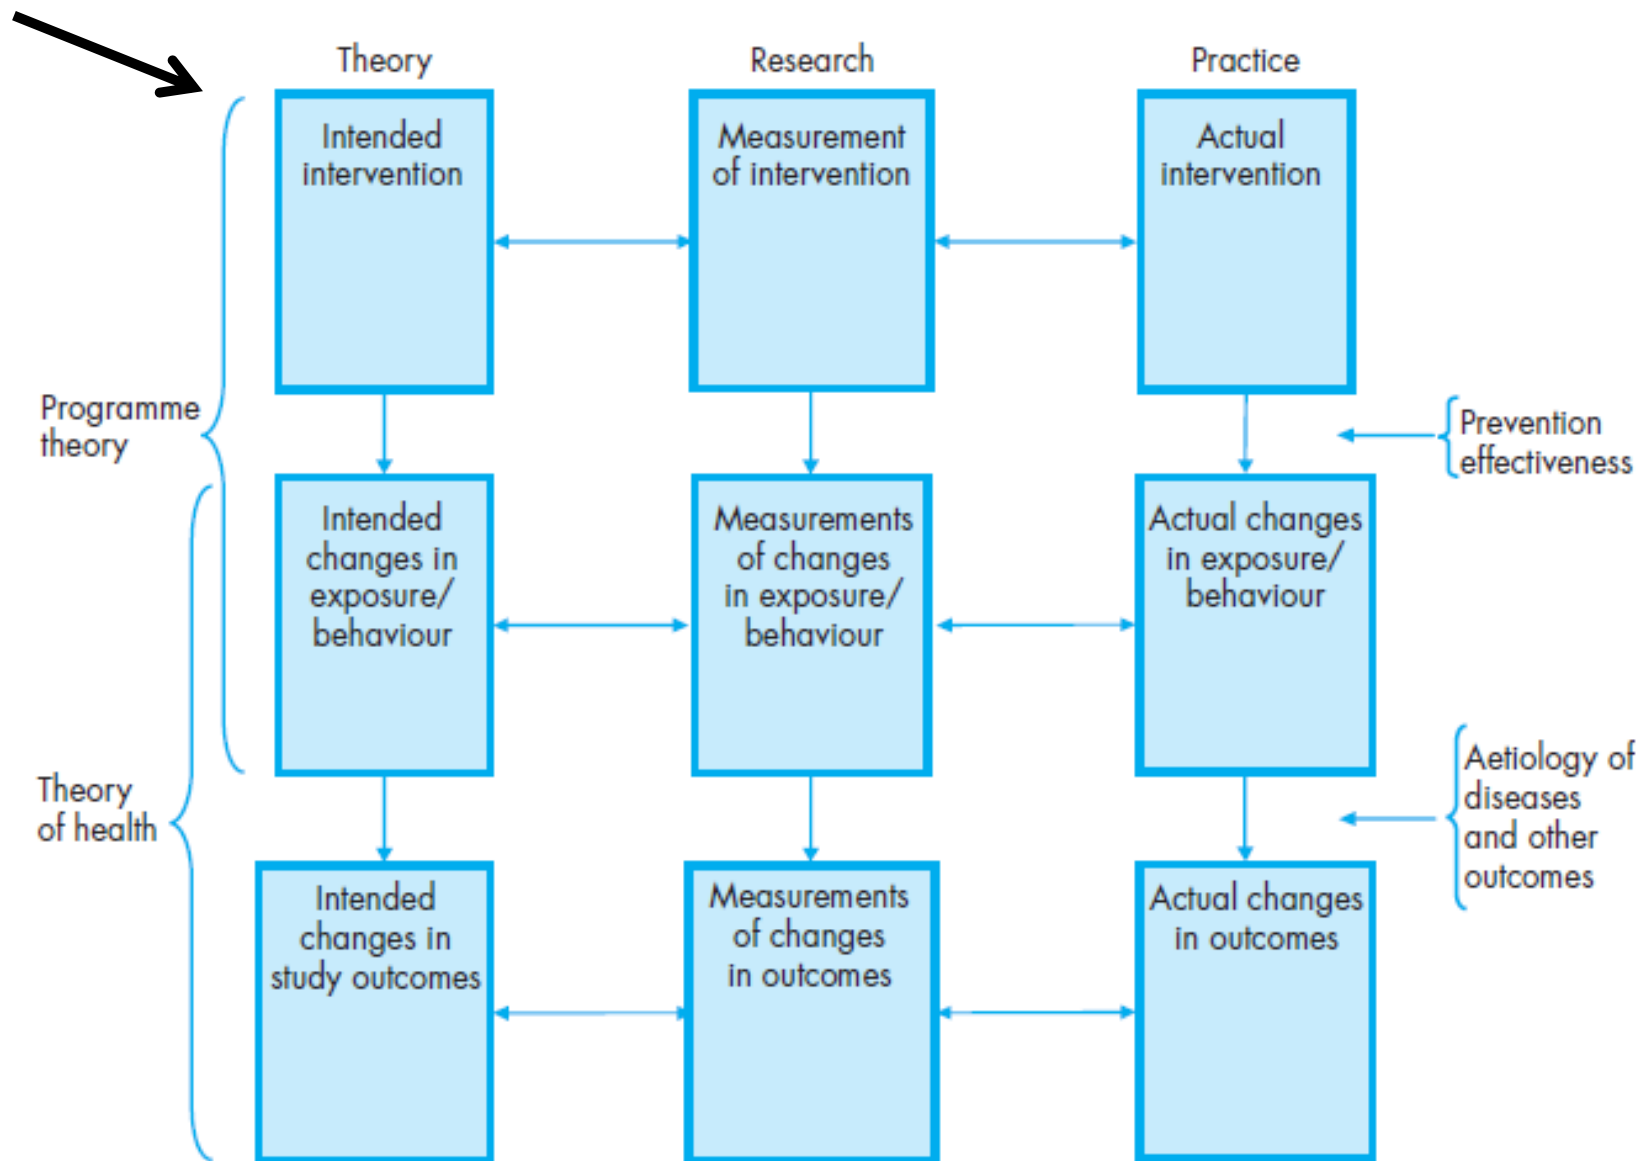 Theory
Research
Practice
Intended
intervention
Measurement
of intervention
Actual
intervention
Programme
theory
Prevention
effectiveness
Intended
changes in
exposure/
behaviour
Measurements
of changes
in exposure/
behaviour
Actual changes
in exposure/
behaviour
Theory
of health
Aetiology of
diseases
and other
outcomes
Intended
changes in
study outcomes
Measurements
of changes
in outcomes
Actual changes
in outcomes